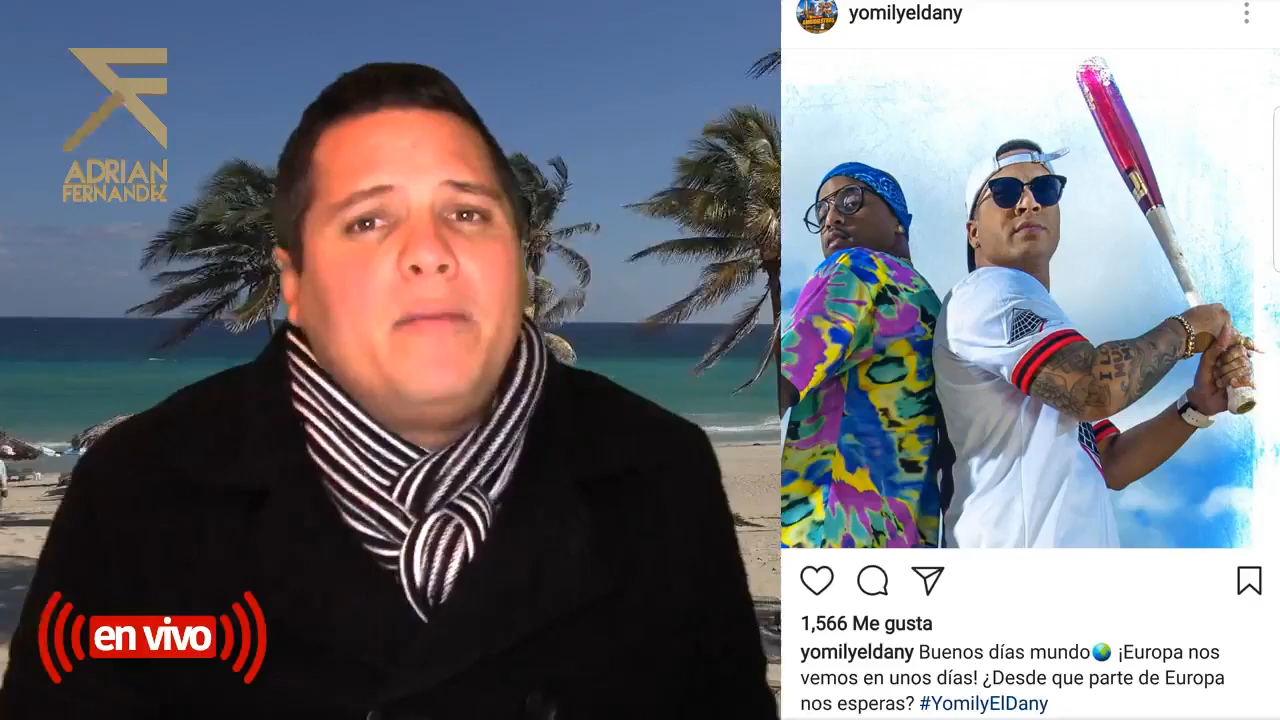 ADRIAN
FERNANDEZ
en vivo
yomilyeldany
1,566 Me gusta
yomilyeldany Buenos días mundo🌍 ¡Europa nos
vemos en unos días! ¿Desde que parte de Europa
nos esperas? #YomilyElDany